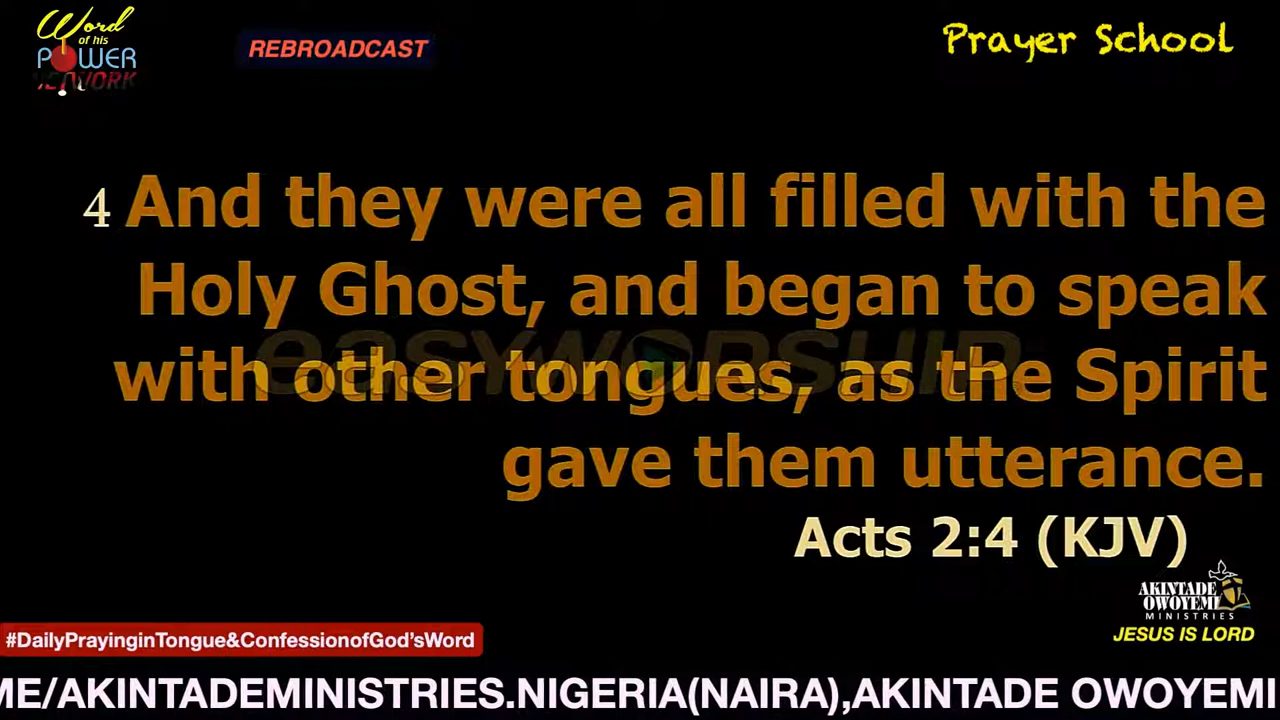 Word
of his
POWER
NETWORK
REBROADCAST
Prayer School
4 And they were all filled with the
Holy Ghost, and began to speak
with other tongues, as the Spirit
gave them utterance.
easyworship
Acts 2:4 (KJV)
AKINTADE
OWOYEMI
MINISTRIES
JESUS IS LORD
#DailyPrayinginTongue&ConfessionofGod'sWord
ME/AKINTADEMINISTRIES.NIGERIA(NAIRA),AKINTADE OWOYEMI